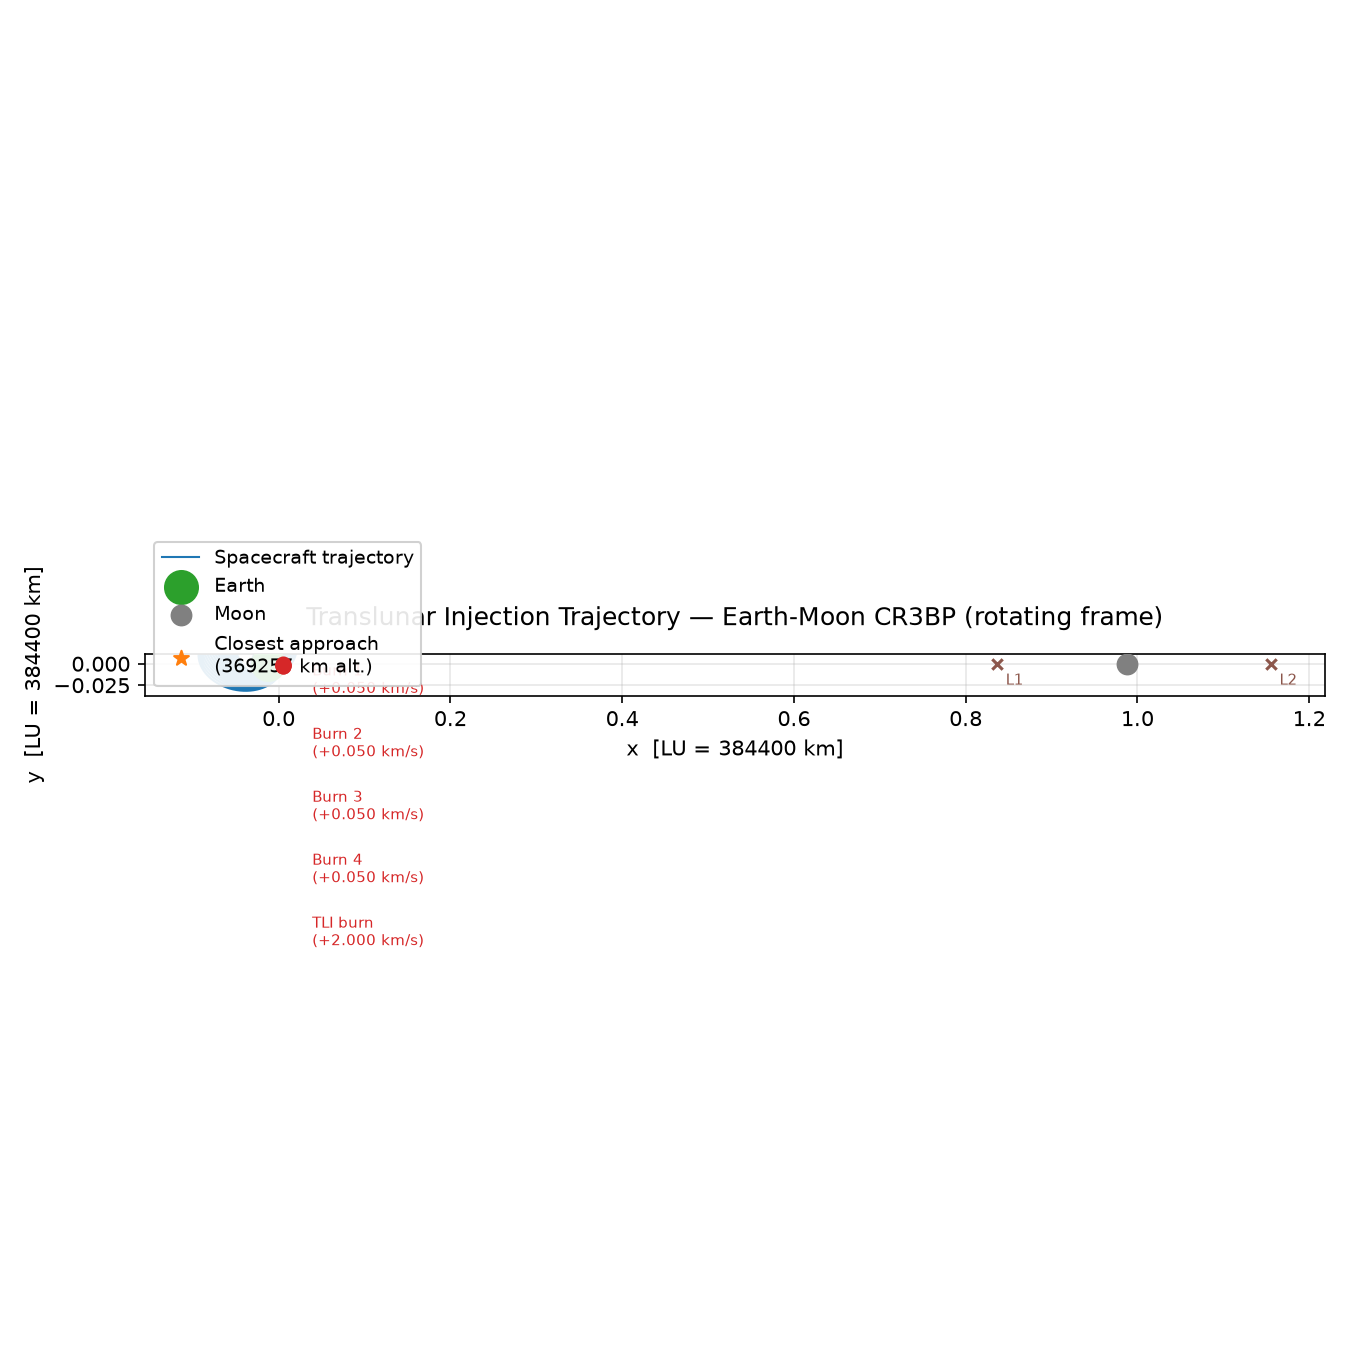 Spacecraft trajectory
Earth
Moon
Closest approach
km alt.)
Translunar Injection Trajectory — Earth-Moon CR3BP (rotating frame)
y [LU = 384400 km]
0.000
−0.025
L1
L2
(+0.050 km/s)
0.0
0.2
0.4
0.6
0.8
1.0
1.2
x [LU = 384400 km]
Burn 2
(+0.050 km/s)
Burn 3
(+0.050 km/s)
Burn 4
(+0.050 km/s)
TLI burn
(+2.000 km/s)